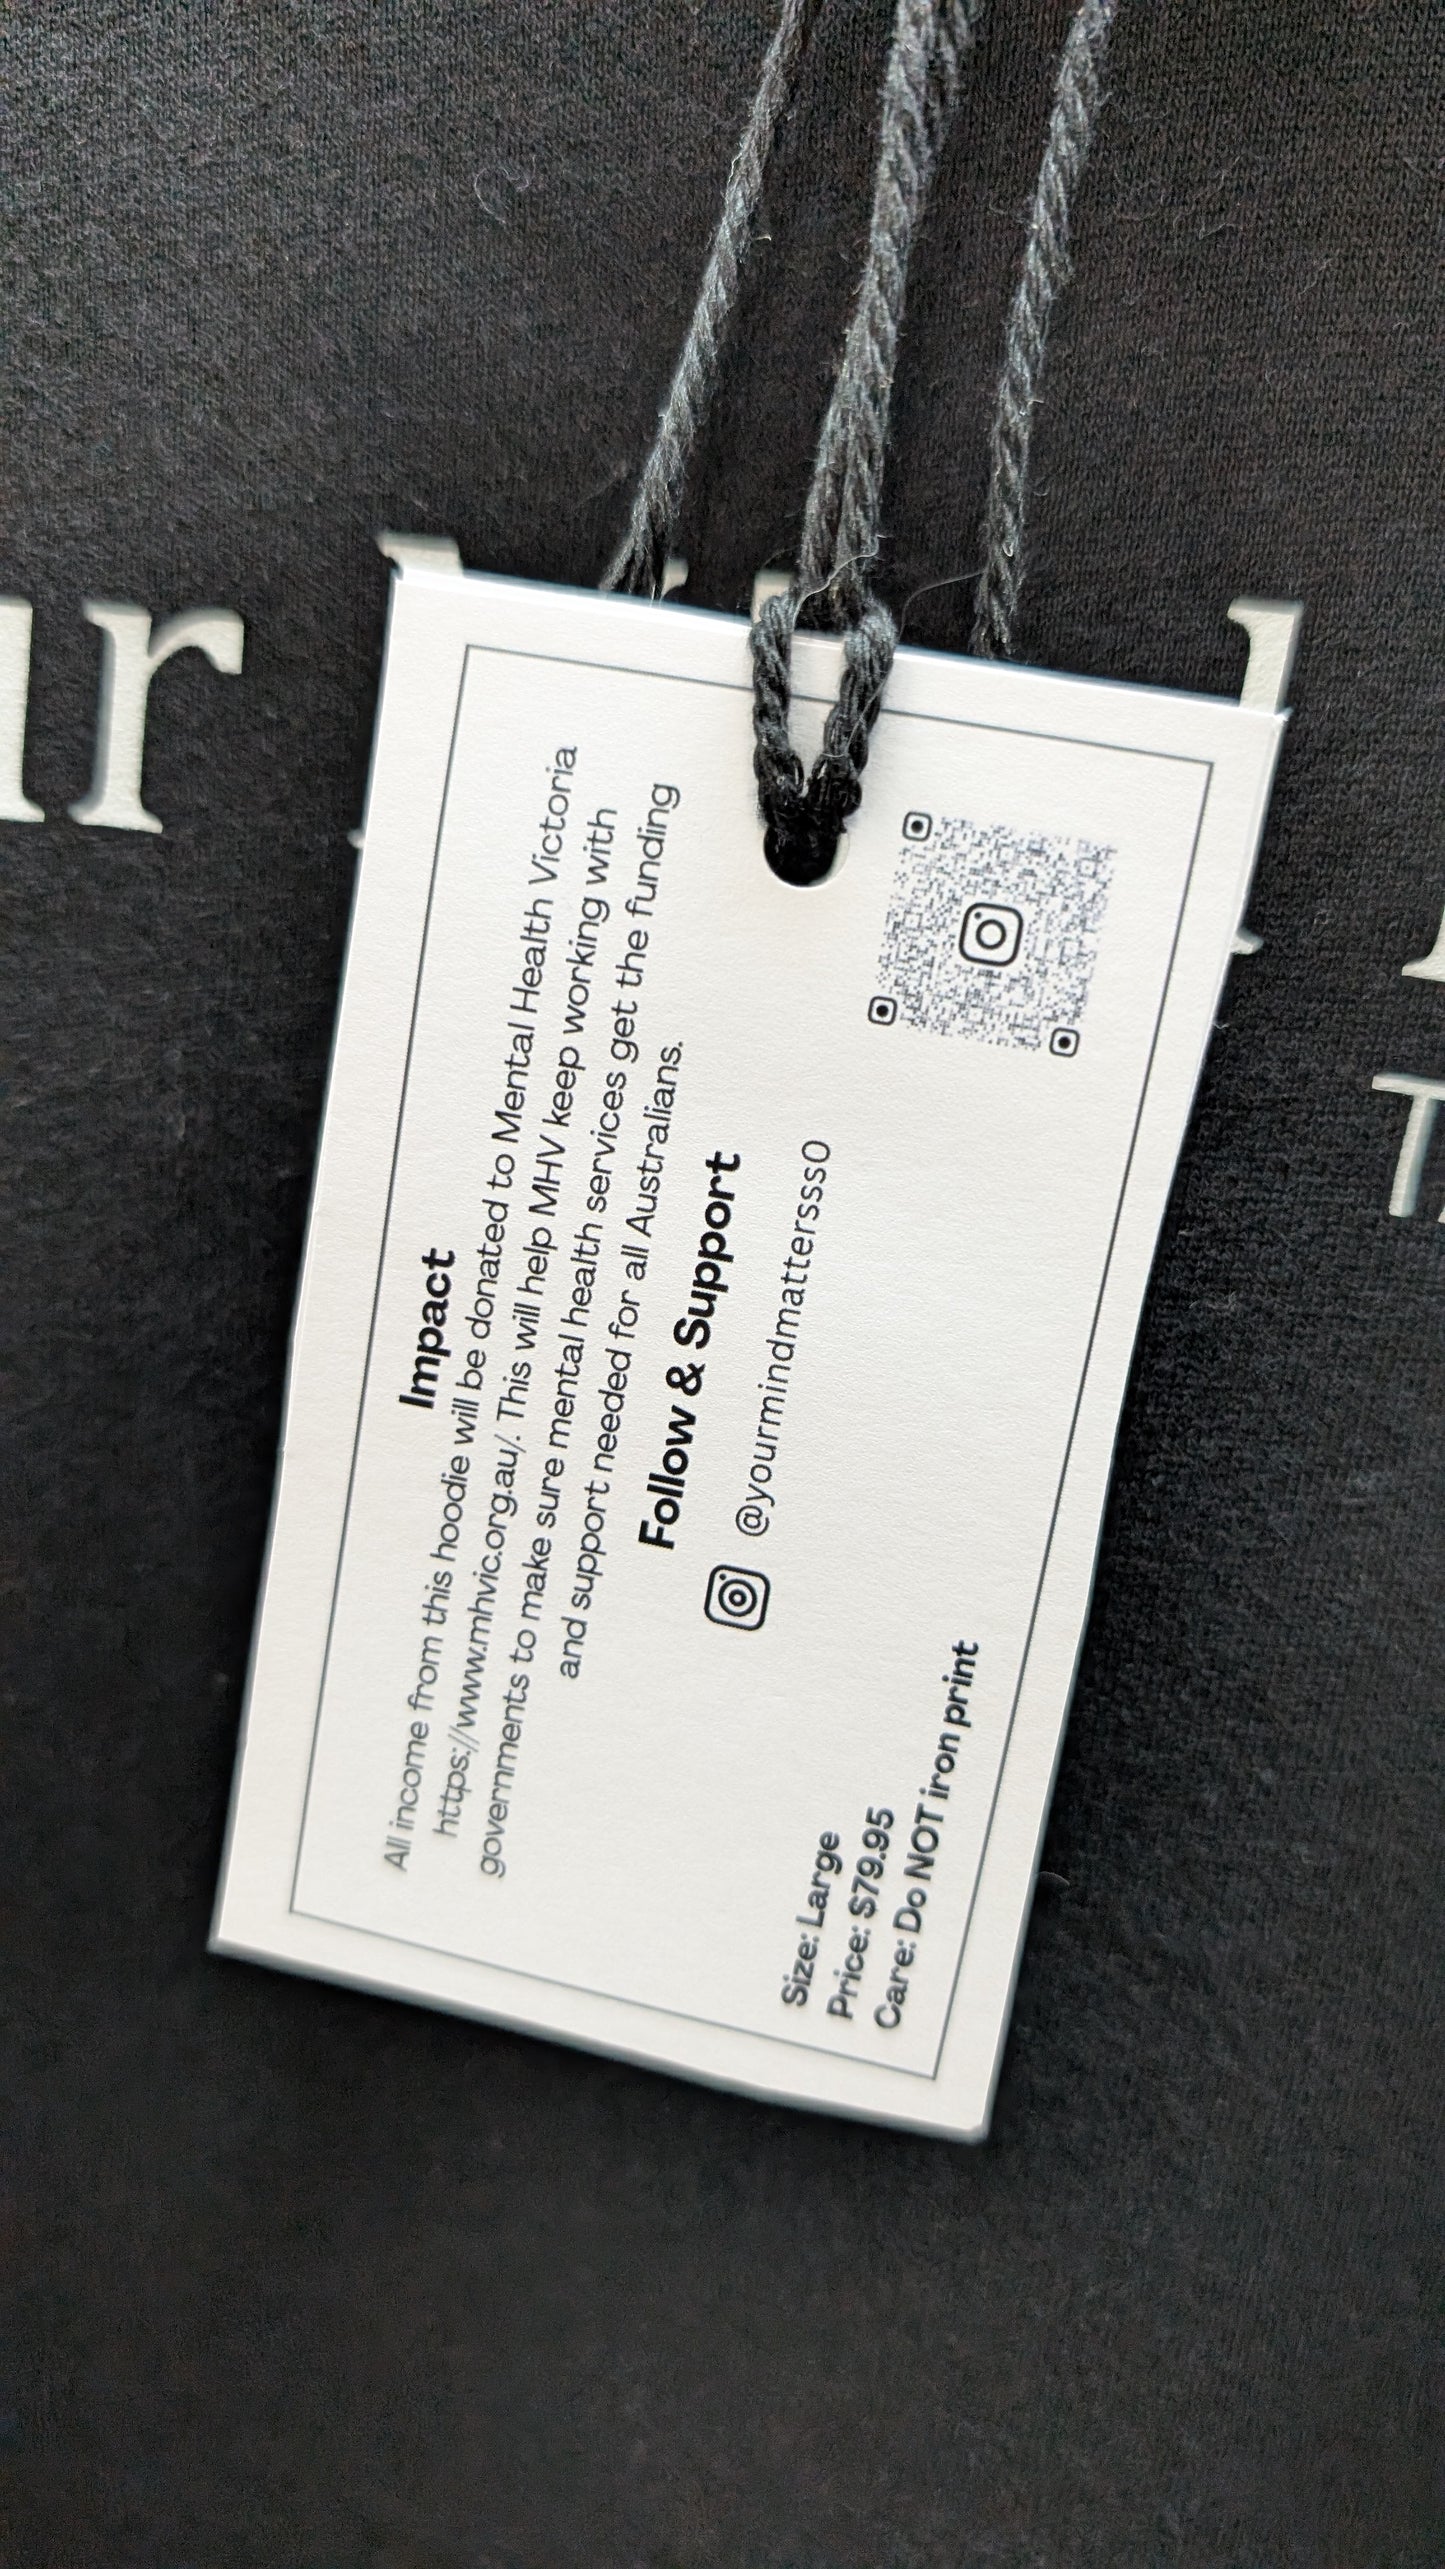 ur
Impact
All income from this hoodie will be donated to Mental Health Victoria
https://www.mhvic.org.au/. This will help MHV keep working with
governments to make sure mental health services get the funding
and support needed for all Australians.
Follow & Support
@yourmindmattersss0
Size: Large
Price: $79.95
Care: Do NOT iron print